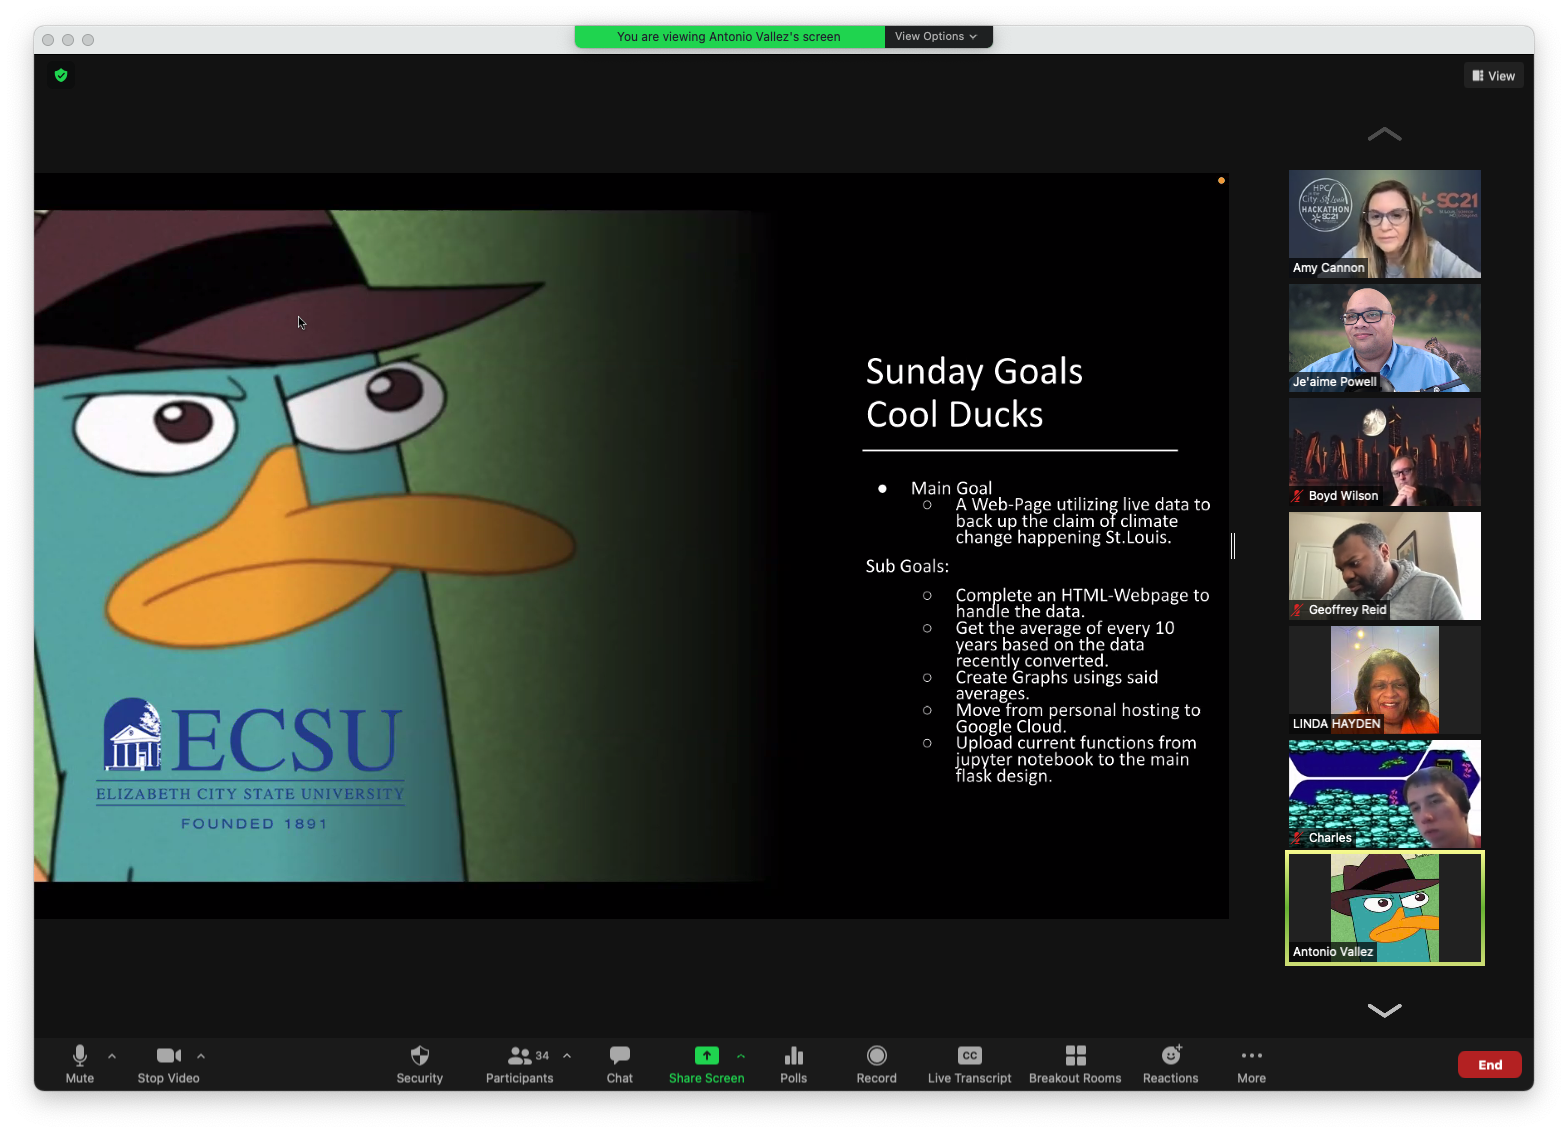 You are viewing Antonio Vallez's screen
View Options
View
Sunday Goals
Cool Ducks
● Main Goal
○ A Web-Page utilizing live data to
back up the claim of climate
change happening St.Louis.
Sub Goals:
○ Complete an HTML-Webpage to
handle the data.
○ Get the average of every 10
years based on the data
recently converted.
○ Create Graphs usings said
averages.
○ Move from personal hosting to
Google Cloud.
○ Upload current functions from
jupyter notebook to the main
flask design.
ECSU
ELIZABETH CITY STATE UNIVERSITY
FOUNDED 1891
HPC
City St Louis
HACKATHON
SC21
SC21
Amy Cannon
Je'aime Powell
Boyd Wilson
Geoffrey Reid
LINDA HAYDEN
Charles
Antonio Vallez
Mute
Stop Video
Security
34
Participants
Chat
Share Screen
Polls
Record
CC
Live Transcript
Breakout Rooms
Reactions
More
End